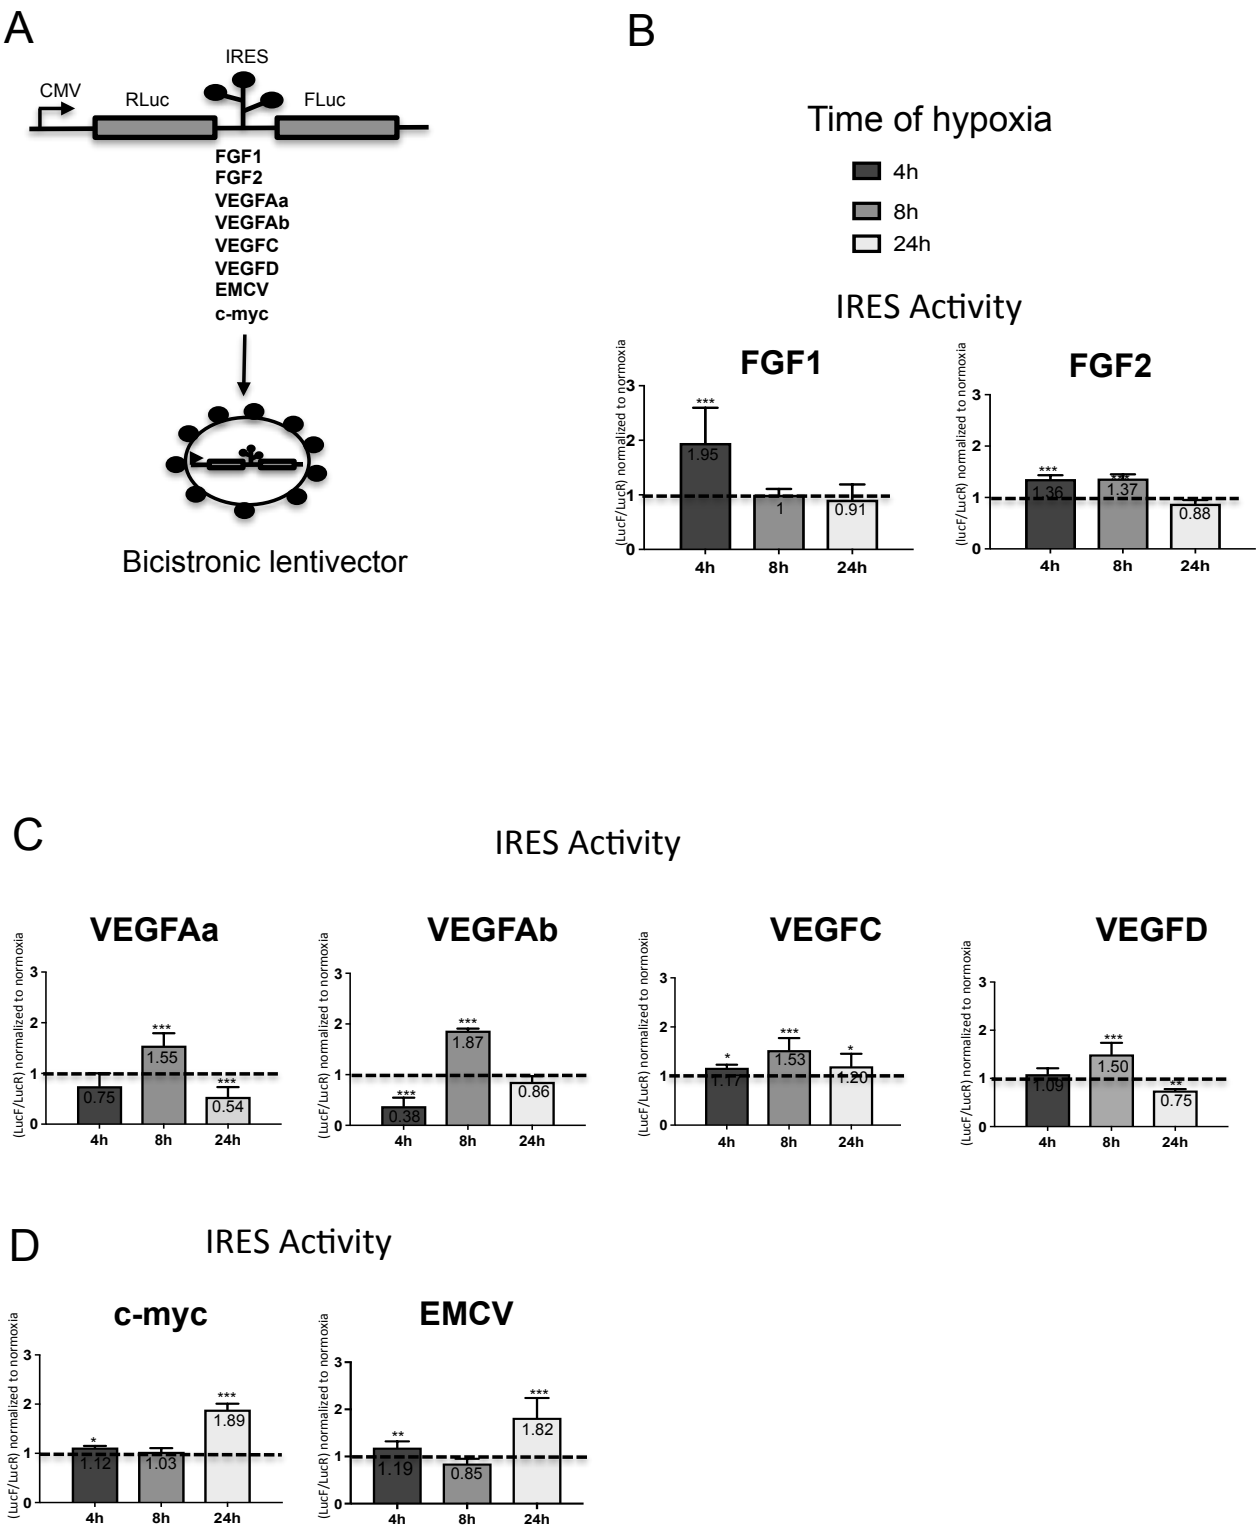 A
IRES
CMV
RLuc
FLuc
FGF1
FGF2
VEGFAa
VEGFAb
VEGFC
VEGFD
EMCV
c-myc
Bicistronic lentivector
B
Time of hypoxia
4h
8h
24h
IRES Activity
FGF1
(LucF/LucR) normalized to normoxia
3
2
1
0
***
1.95
1
0.91
4h
8h
24h
FGF2
(lucF/LucR) normalized to normoxia
3
2
1
0
***
***
1.36
1.37
0.88
4h
8h
24h
C
IRES Activity
VEGFAa
(LucF/LucR) normalized to normoxia
3
2
1
0
***
***
0.75
1.55
0.54
4h
8h
24h
VEGFAb
(LucF/LucR) normalized to normoxia
3
2
1
0
***
***
0.38
1.87
0.86
4h
8h
24h
VEGFC
(LucF/LucR) normalized to normoxia
3
2
1
0
*
***
*
1.17
1.53
1.20
4h
8h
24h
VEGFD
(LucF/LucR) normalized to normoxia
3
2
1
0
***
**
1.09
1.50
0.75
4h
8h
24h
D
IRES Activity
c-myc
(LucF/LucR) normalized to normoxia
3
2
1
0
*
***
1.12
1.03
1.89
4h
8h
24h
EMCV
(LucF/LucR) normalized to normoxia
3
2
1
0
**
***
1.19
0.85
1.82
4h
8h
24h